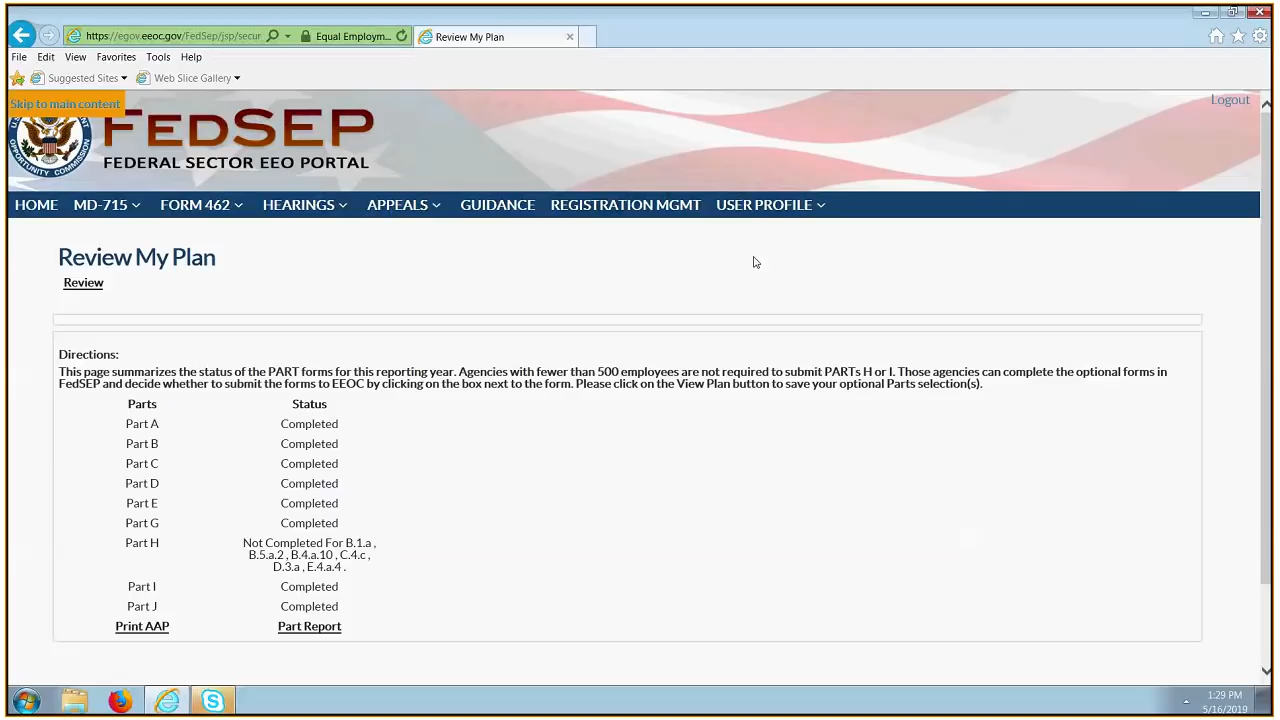 https://egov.eeoc.gov/FedSep/jsp/secur
Equal Employm...
Review My Plan
File Edit View Favorites Tools Help
Suggested Sites
Web Slice Gallery
Skip to main content
Logout
FEDSEP
FEDERAL SECTOR EEO PORTAL
HOME MD-715 FORM 462 HEARINGS APPEALS GUIDANCE REGISTRATION MGMT USER PROFILE
Review My Plan
Review
Directions:
This page summarizes the status of the PART forms for this reporting year. Agencies with fewer than 500 employees are not required to submit PARTs H or I. Those agencies can complete the optional forms in
FedSEP and decide whether to submit the forms to EEOC by clicking on the box next to the form. Please click on the View Plan button to save your optional Parts selection(s).
Parts Status
Part A Completed
Part B Completed
Part C Completed
Part D Completed
Part E Completed
Part G Completed
Part H Not Completed For B.1.a ,
B.5.a.2 , B.4.a.10 , C.4.c ,
D.3.a , E.4.a.4 .
Part I Completed
Part J Completed
Print AAP Part Report
1:29 PM
5/16/2019